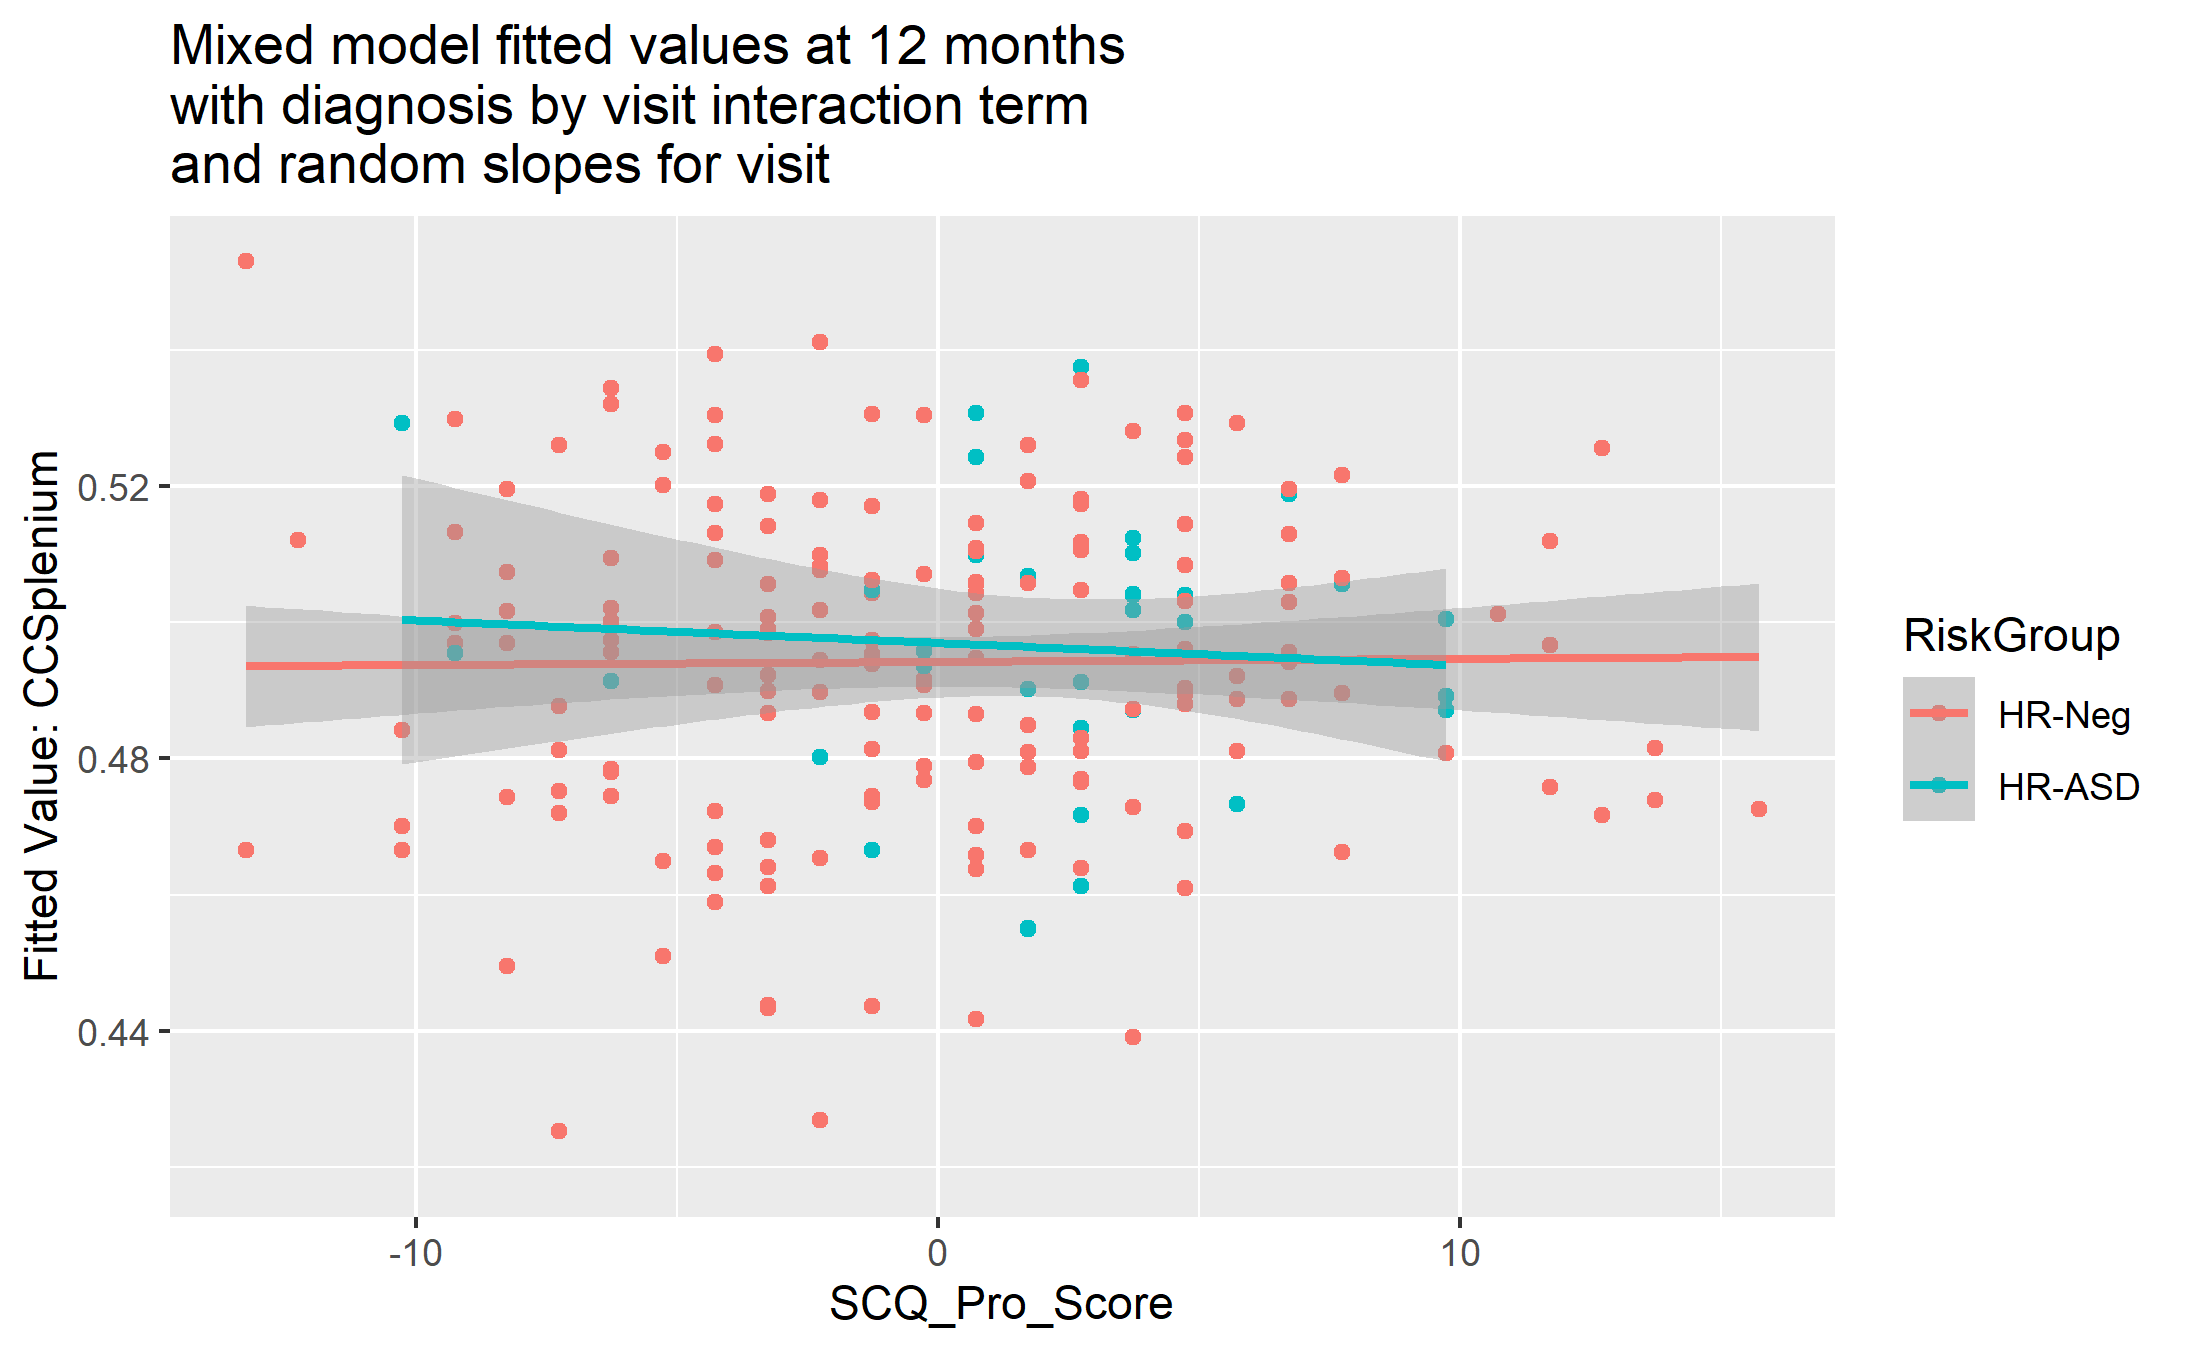 Mixed model fitted values at 12 months
with diagnosis by visit interaction term
and random slopes for visit
Fitted Value: CCSplenium
0.52
0.48
0.44
-10
0
10
SCQ_Pro_Score
RiskGroup
HR-Neg
HR-ASD